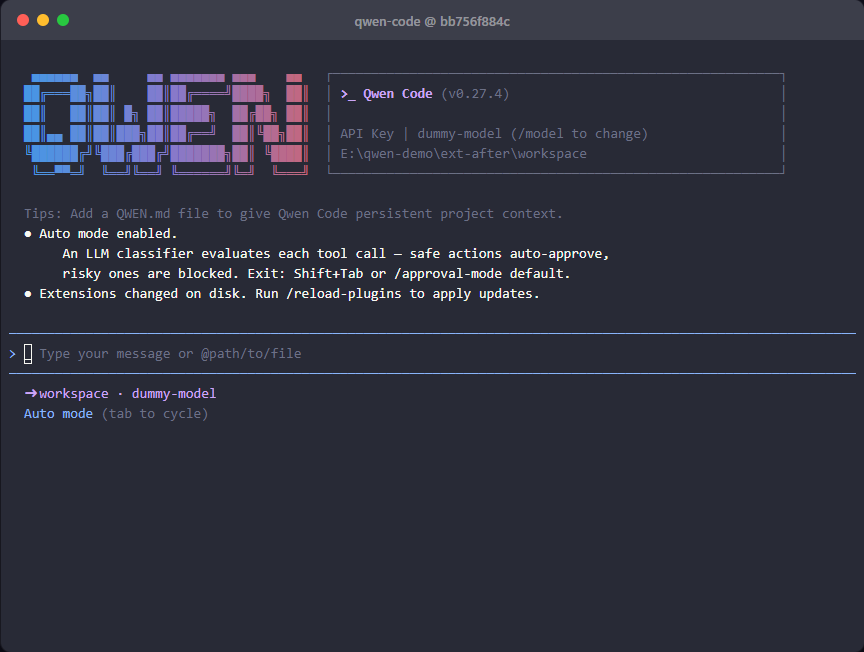 qwen-code @ bb756f884c
QWEN
>_ Qwen Code (v0.27.4)
API Key | dummy-model (/model to change)
E:\qwen-demo\ext-after\workspace
Tips: Add a QWEN.md file to give Qwen Code persistent project context.
● Auto mode enabled.
An LLM classifier evaluates each tool call — safe actions auto-approve,
risky ones are blocked. Exit: Shift+Tab or /approval-mode default.
● Extensions changed on disk. Run /reload-plugins to apply updates.
> Type your message or @path/to/file
➔workspace · dummy-model
Auto mode (tab to cycle)